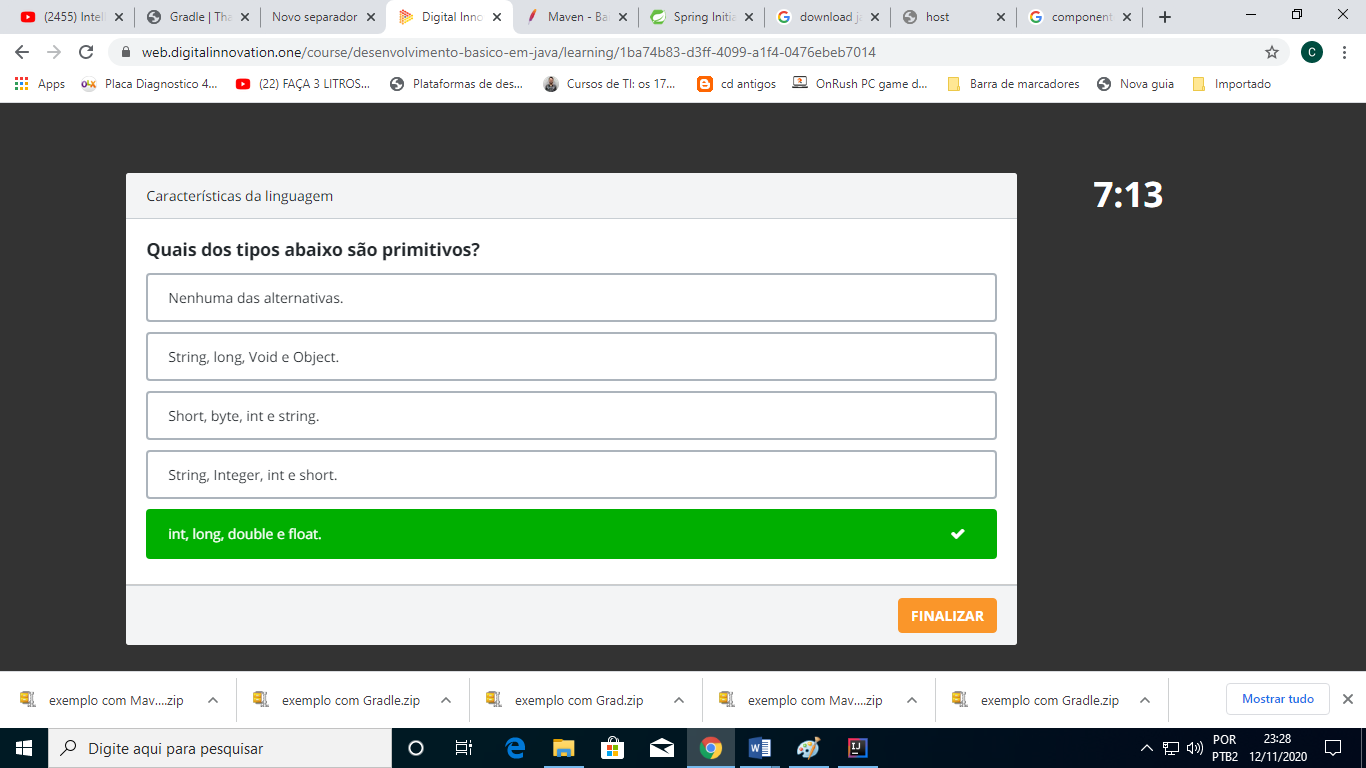 (2455) Intell
Gradle | Tha
Novo separador
Digital Inno
Maven - Ba
Spring Initia
download ja
host
component
web.digitalinnovation.one/course/desenvolvimento-basico-em-java/learning/1ba74b83-d3ff-4099-a1f4-0476ebeb7014
C
Apps
Placa Diagnostico 4...
(22) FAÇA 3 LITROS...
Plataformas de des...
Cursos de TI: os 17...
cd antigos
OnRush PC game d...
Barra de marcadores
Nova guia
Importado
Características da linguagem
7:13
Quais dos tipos abaixo são primitivos?
Nenhuma das alternativas.
String, long, Void e Object.
Short, byte, int e string.
String, Integer, int e short.
int, long, double e float.
FINALIZAR
exemplo com Mav....zip
exemplo com Gradle.zip
exemplo com Grad.zip
exemplo com Mav....zip
exemplo com Gradle.zip
Mostrar tudo
Digite aqui para pesquisar
POR
PTB2
23:28
12/11/2020